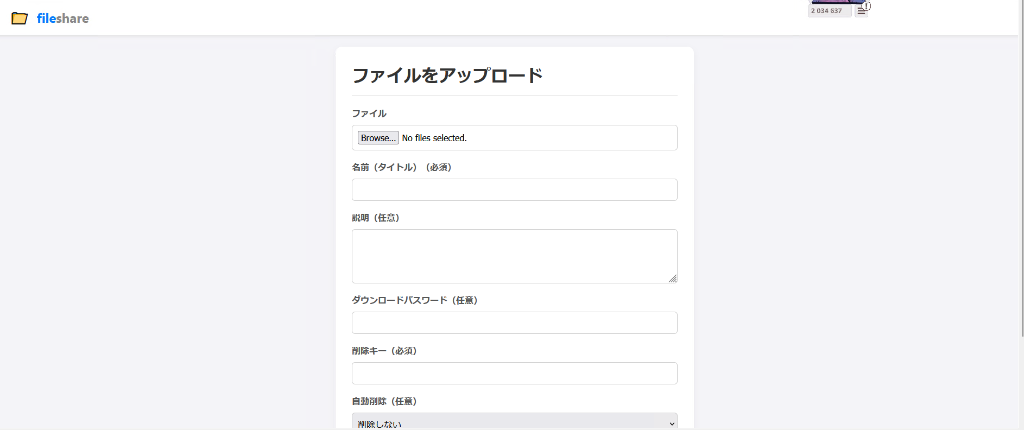 fileshare
2 034 637
ファイルをアップロード
ファイル
Browse... No files selected.
名前（タイトル）（必須）
説明（任意）
ダウンロードパスワード（任意）
削除キー（必須）
自動削除（任意）
削除しない